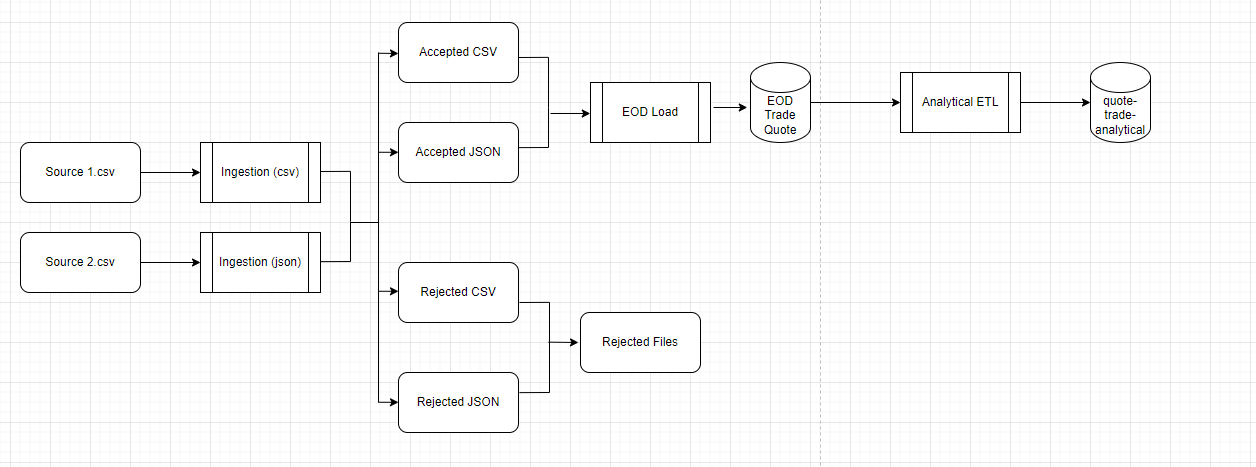 Accepted CSV
Accepted JSON
EOD Load
EOD
Trade
Quote
Analytical ETL
quote-
trade-
analytical
Source 1.csv
Ingestion (csv)
Source 2.csv
Ingestion (json)
Rejected CSV
Rejected Files
Rejected JSON